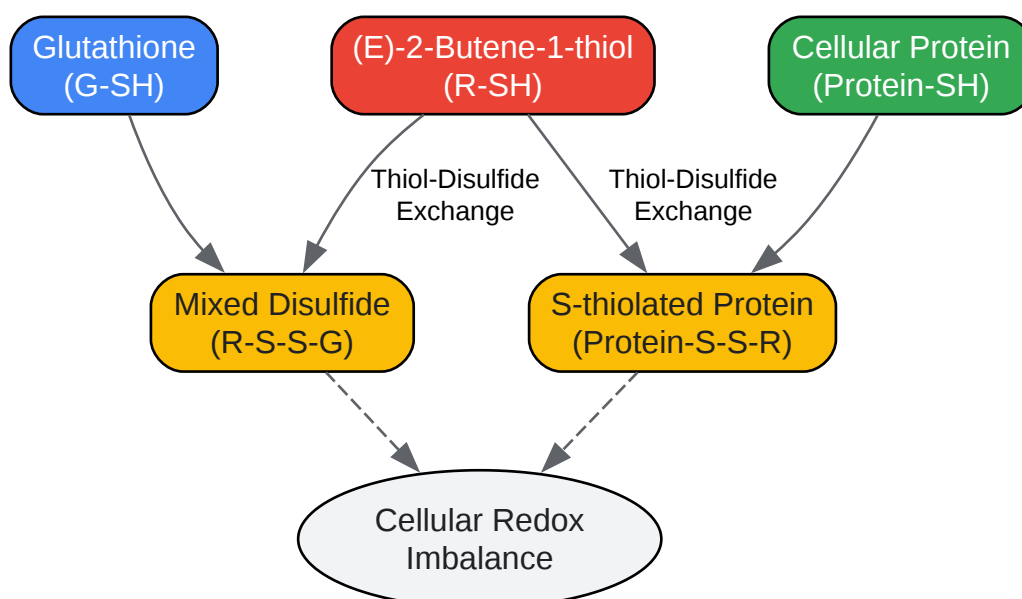 Glutathione
(G-SH)
(E)-2-Butene-1-thiol
(R-SH)
Cellular Protein
(Protein-SH)
Thiol-Disulfide
Exchange
Thiol-Disulfide
Exchange
Mixed Disulfide
(R-S-S-G)
S-thiolated Protein
(Protein-S-S-R)
Cellular Redox
Imbalance